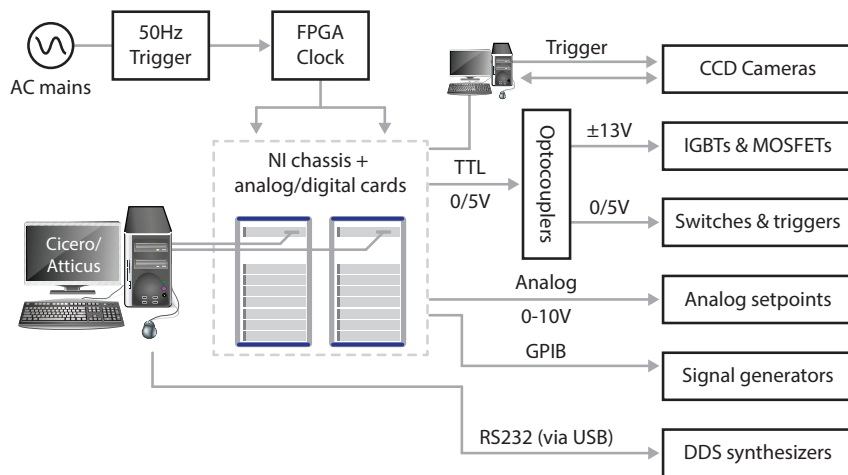 50Hz
Trigger
FPGA
Clock
AC mains
Trigger
CCD Cameras
NI chassis +
analog/digital cards
TTL
0/5V
Optocouplers
±13V
IGBTs & MOSFETs
0/5V
Switches & triggers
Cicero/
Atticus
Analog
0-10V
Analog setpoints
GPIB
Signal generators
RS232 (via USB)
DDS synthesizers